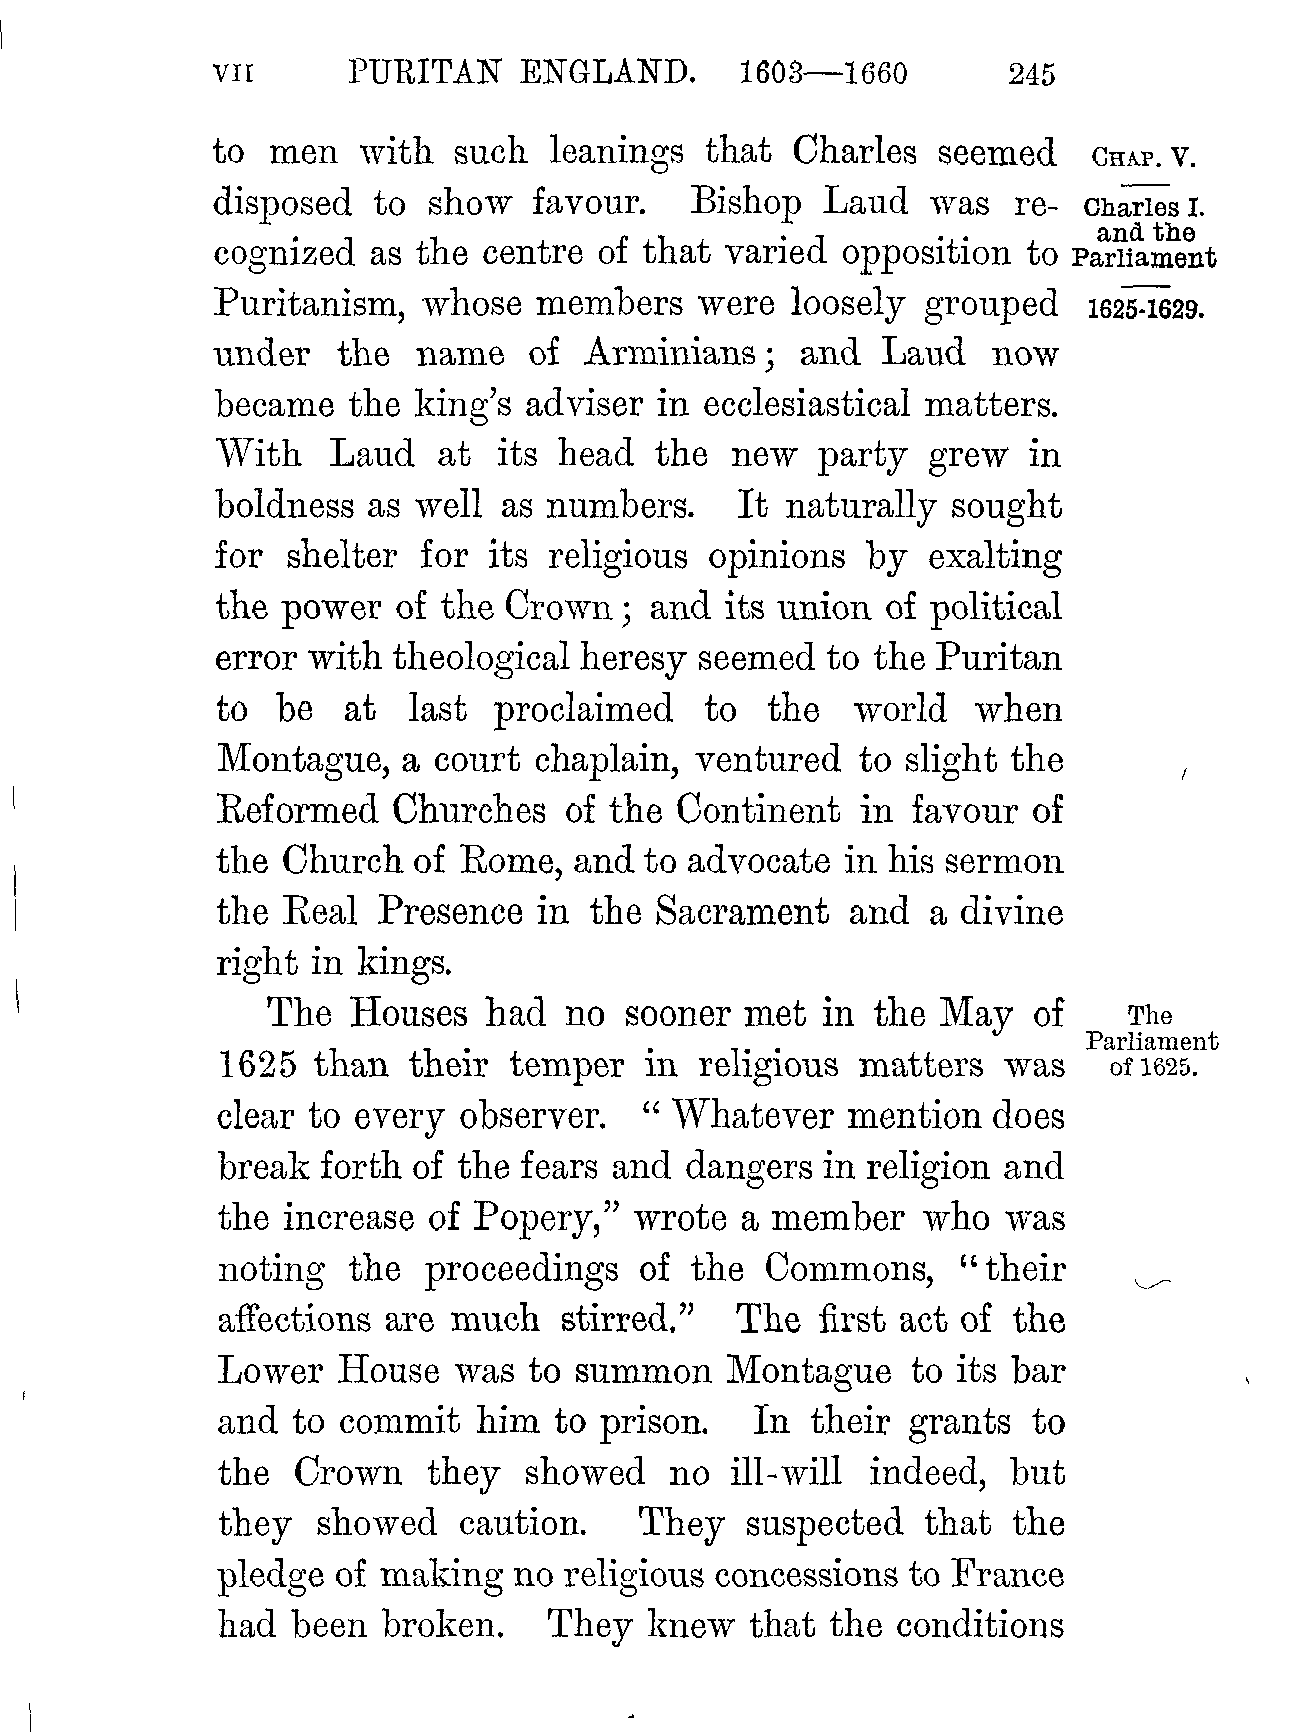 VII PURITAN ENGLAND. 1603—1660 245
to men with such leanings that Charles seemed
disposed to show favour. Bishop Laud was re-
cognized as the centre of that varied opposition to
Puritanism, whose members were loosely grouped
under the name of Arminians; and Laud now
became the king's adviser in ecclesiastical matters.
With Laud at its head the new party grew in
boldness as well as numbers. It naturally sought
for shelter for its religious opinions by exalting
the power of the Crown; and its union of political
error with theological heresy seemed to the Puritan
to be at last proclaimed to the world when
Montague, a court chaplain, ventured to slight the
Reformed Churches of the Continent in favour of
the Church of Rome, and to advocate in his sermon
the Real Presence in the Sacrament and a divine
right in kings.
CHAP. V.
Charles I.
and the
Parliament
1625-1629.
The Houses had no sooner met in the May of
1625 than their temper in religious matters was
clear to every observer. "Whatever mention does
break forth of the fears and dangers in religion and
the increase of Popery," wrote a member who was
noting the proceedings of the Commons, "their
affections are much stirred." The first act of the
Lower House was to summon Montague to its bar
and to commit him to prison. In their grants to
the Crown they showed no ill-will indeed, but
they showed caution. They suspected that the
pledge of making no religious concessions to France
had been broken. They knew that the conditions
The
Parliament
of 1625.